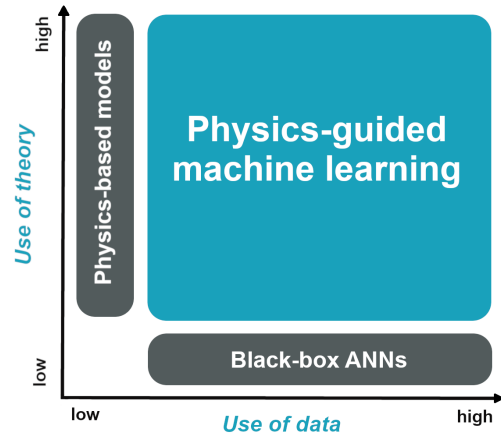 high
Use of theory
low
Physics-based models
Physics-guided
machine learning
Black-box ANNs
low
Use of data
high